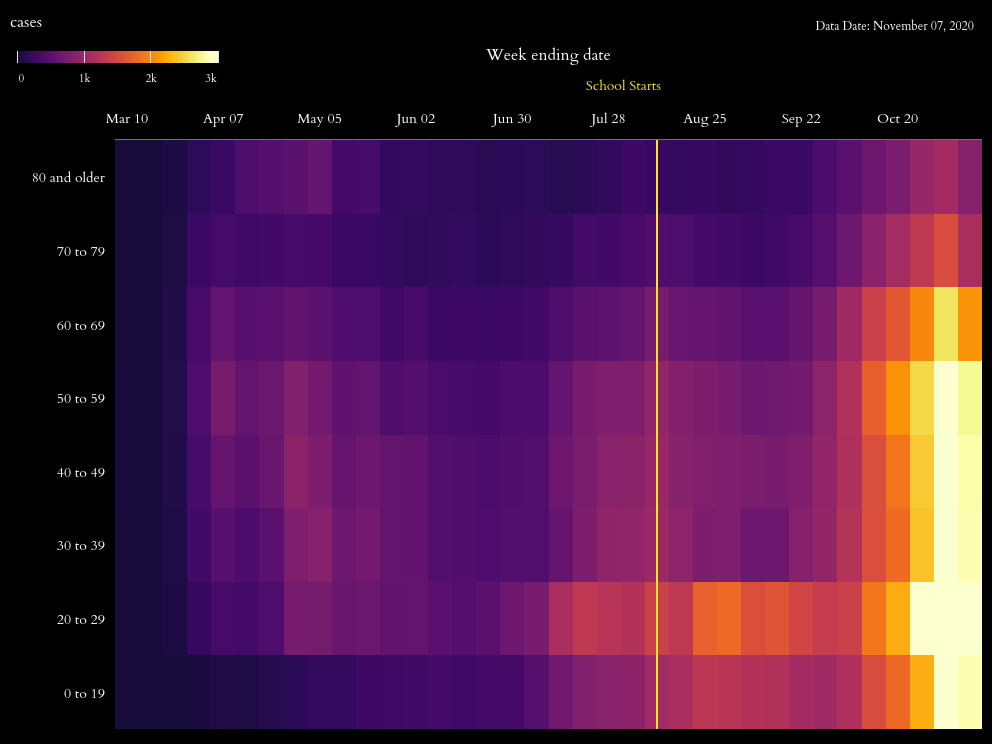 cases
Data Date: November 07, 2020
0 1k 2k 3k
Week ending date
School Starts
Mar 10 Apr 07 May 05 Jun 02 Jun 30 Jul 28 Aug 25 Sep 22 Oct 20
80 and older
70 to 79
60 to 69
50 to 59
40 to 49
30 to 39
20 to 29
0 to 19